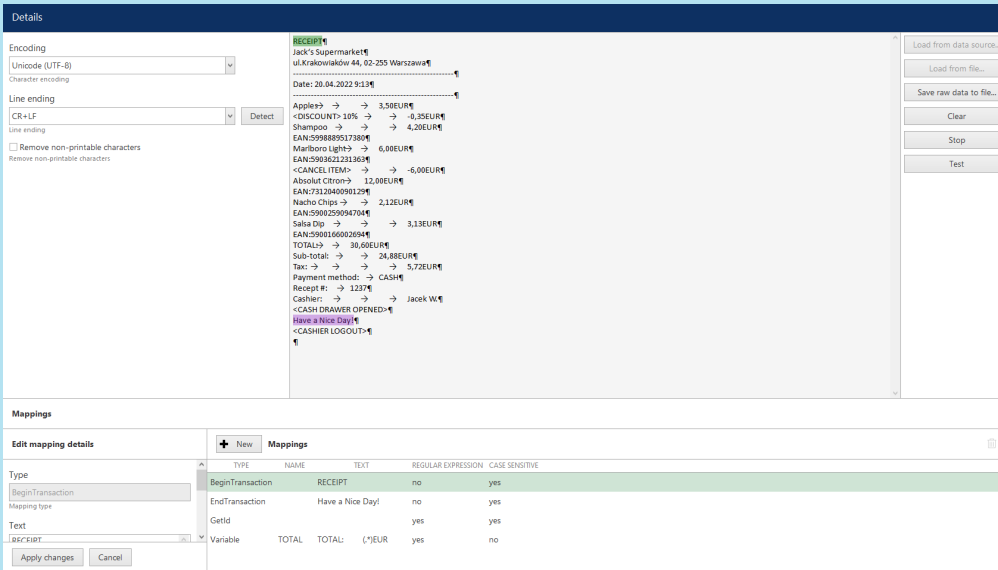 Details
Encoding
Unicode (UTF-8)
Character encoding
Line ending
CR+LF
Detect
Line ending
Remove non-printable characters
Remove non-printable characters
RECEIPT¶
Jack's Supermarket¶
ul.Krakowiaków 44, 02-255 Warszawa¶
------------------------------------------------------¶
Date: 20.04.2022 9:13¶
------------------------------------------------------¶
Apples→ → → 3,50EUR¶
<DISCOUNT> 10% → → -0,35EUR¶
Shampoo → → → 4,20EUR¶
EAN:5998889517380¶
Marlboro Light→ → 6,00EUR¶
EAN:5903621231363¶
<CANCEL ITEM> → → -6,00EUR¶
Absolut Citron→ 12,00EUR¶
EAN:7312040090129¶
Nacho Chips → → 2,12EUR¶
EAN:5900259094704¶
Salsa Dip → → → 3,13EUR¶
EAN:5900166002694¶
TOTAL:→ → 30,60EUR¶
Sub-total: → → 24,88EUR¶
Tax: → → → → 5,72EUR¶
Payment method: → CASH¶
Recept #: → 1237¶
Cashier: → → → Jacek W.¶
<CASH DRAWER OPENED>¶
Have a Nice Day!¶
<CASHIER LOGOUT>¶
¶
Load from data source...
Load from file...
Save raw data to file...
Clear
Stop
Test
Mappings
Edit mapping details
Type
BeginTransaction
Mapping type
Text
RECEIPT
Apply changes
Cancel
New
Mappings
TYPE NAME TEXT REGULAR EXPRESSION CASE SENSITIVE
BeginTransaction RECEIPT no yes
EndTransaction Have a Nice Day! no yes
GetId yes yes
Variable TOTAL TOTAL: (.*)EUR yes no